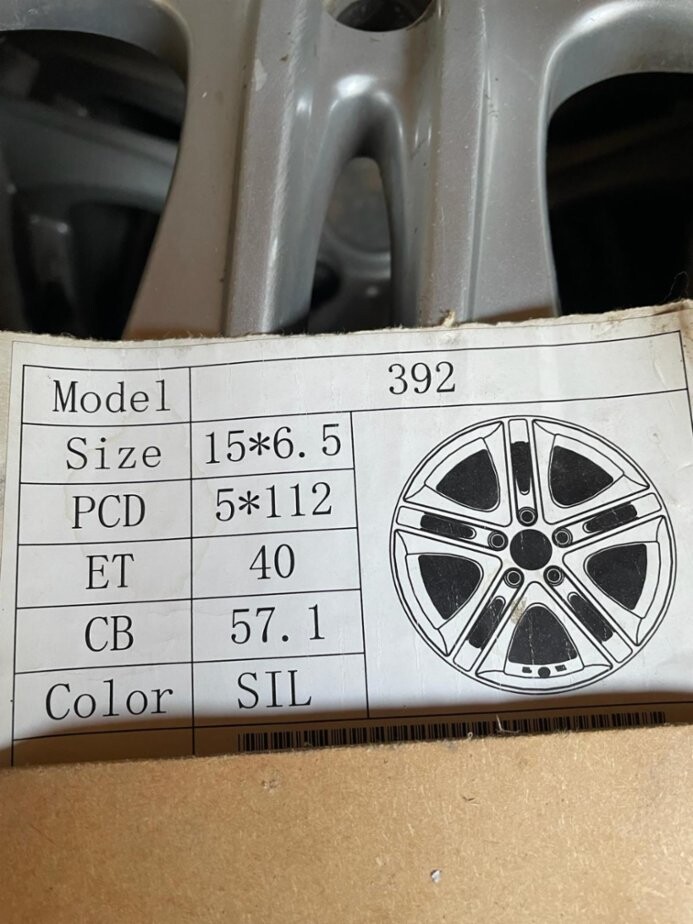 Model 392
Size 15*6.5
PCD 5*112
ET 40
CB 57.1
Color SIL